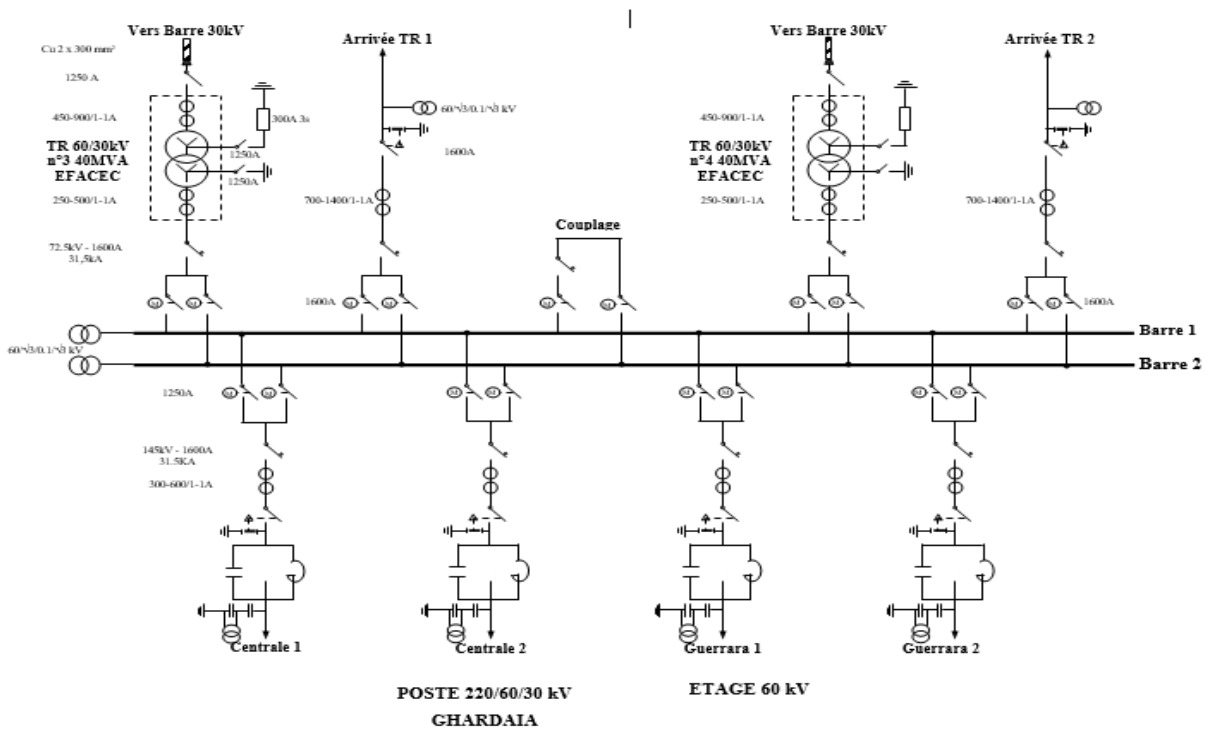 Vers Barre 30kV
Cu 2 x 300 mm²
1250 A
450-900/1-1A
300A 3s
TR 60/30kV
n°3 40MVA
EFACEC
1250A
1250A
250-500/1-1A
72.5kV - 1600A
31,5kA
M
M
Arrivée TR 1
60/√3/0.1/√3 kV
1600A
700-1400/1-1A
1600A
M
M
Couplage
M
M
Vers Barre 30kV
450-900/1-1A
TR 60/30kV
n°4 40MVA
EFACEC
250-500/1-1A
M
M
Arrivée TR 2
700-1400/1-1A
M
M
1600A
Barre 1
60/√3/0.1/√3 kV
Barre 2
1250A
M
M
M
M
M
M
M
M
145kV - 1600A
31.5KA
300-600/1-1A
Centrale 1
Centrale 2
Guerrara 1
Guerrara 2
POSTE 220/60/30 kV
GHARDAIA
ETAGE 60 kV